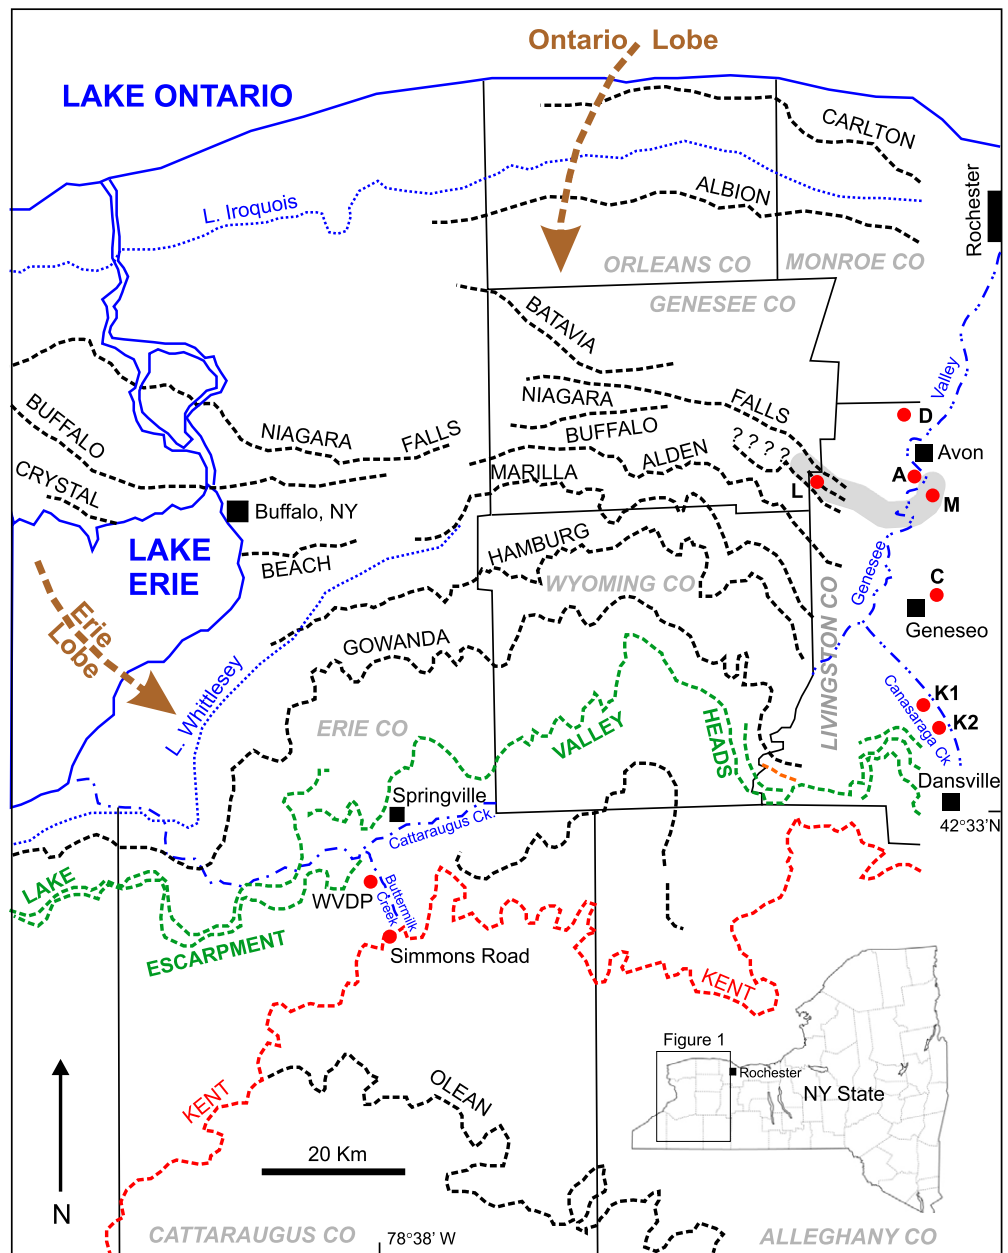 Ontario Lobe
LAKE ONTARIO
CARLTON
ALBION
L. Iroquois
Rochester
ORLEANS CO
MONROE CO
GENESEE CO
BATAVIA
Valley
NIAGARA
FALLS
D
BUFFALO
NIAGARA
FALLS
BUFFALO
? ? ? ?
ALDEN
Avon
CRYSTAL
MARILLA
A
L
M
Buffalo, NY
HAMBURG
LAKE
ERIE
BEACH
WYOMING CO
Genesee
C
Erie
Lobe
GOWANDA
LIVINGSTON CO
Geneseo
L. Whittlesey
K1
Canasaraga Ck
K2
ERIE CO
VALLEY
HEADS
Springville
Dansville
Cattaraugus Ck.
42°33'N
LAKE
WVDP
Buttermilk
Creek
ESCARPMENT
Simmons Road
KENT
Figure 1
Rochester
NY State
KENT
OLEAN
20 Km
N
CATTARAUGUS CO
78°38' W
ALLEGHANY CO